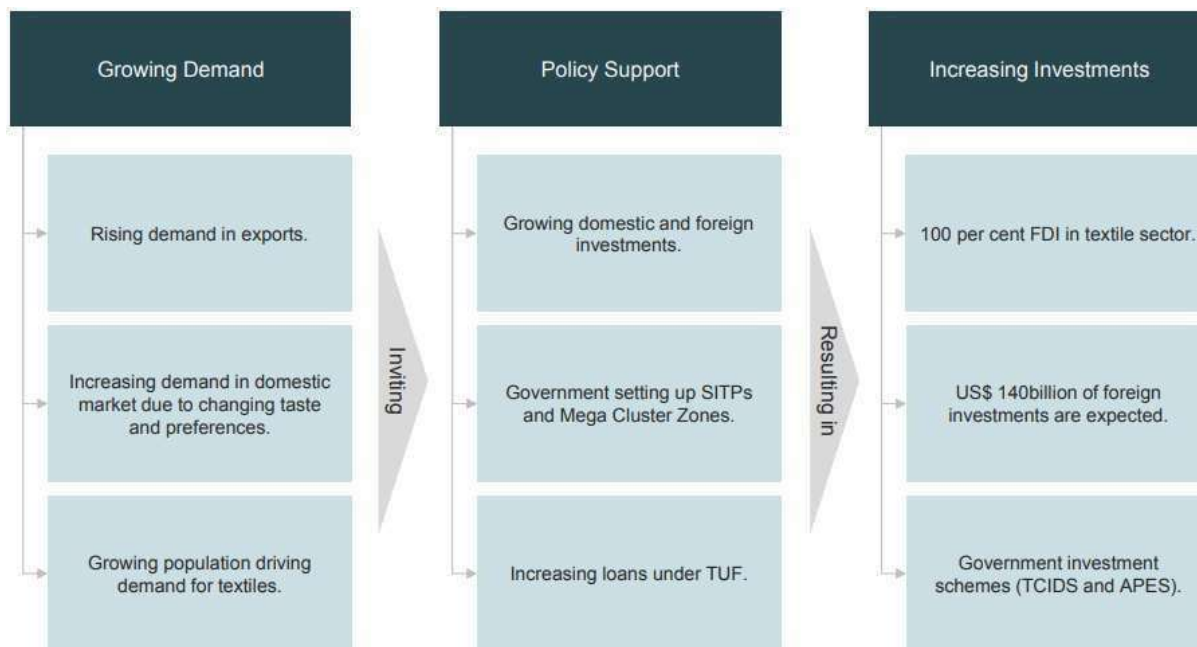 Growing Demand
Rising demand in exports.
Increasing demand in domestic
market due to changing taste
and preferences.
Growing population driving
demand for textiles.
Inviting
Policy Support
Growing domestic and foreign
investments.
Government setting up SITPs
and Mega Cluster Zones.
Increasing loans under TUF.
Resulting in
Increasing Investments
100 per cent FDI in textile sector.
US$ 140billion of foreign
investments are expected.
Government investment
schemes (TCIDS and APES).